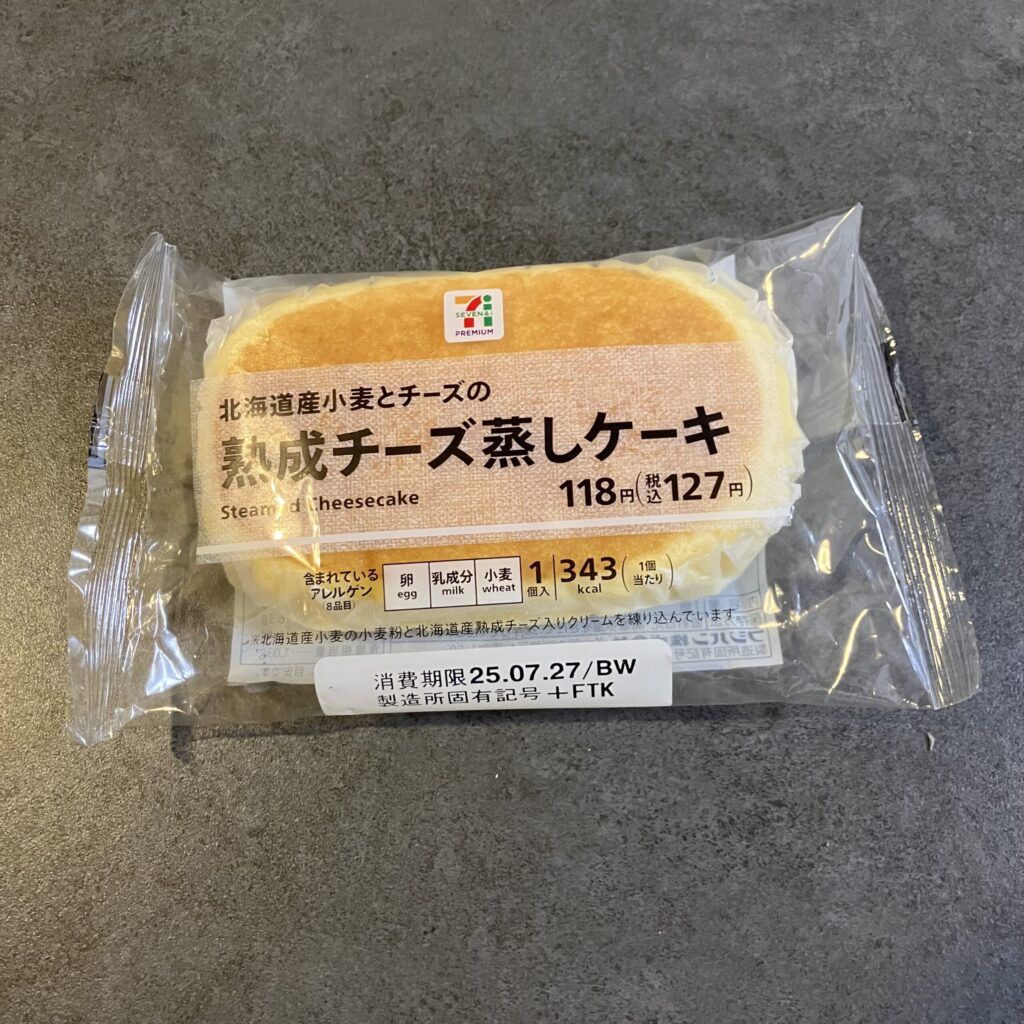 SEVEN&i
PREMIUM
北海道産小麦とチーズの
熟成チーズ蒸しケーキ
Steamed Cheesecake
118円(税込127円)
含まれている
アレルゲン
(8品目)
卵 乳成分 小麦
egg milk wheat
1個入 343kcal (1個当たり)
※北海道産小麦の小麦粉と北海道産熟成チーズ入りクリームを練り込んでいます。
消費期限25.07.27/BW
製造所固有記号+FTK